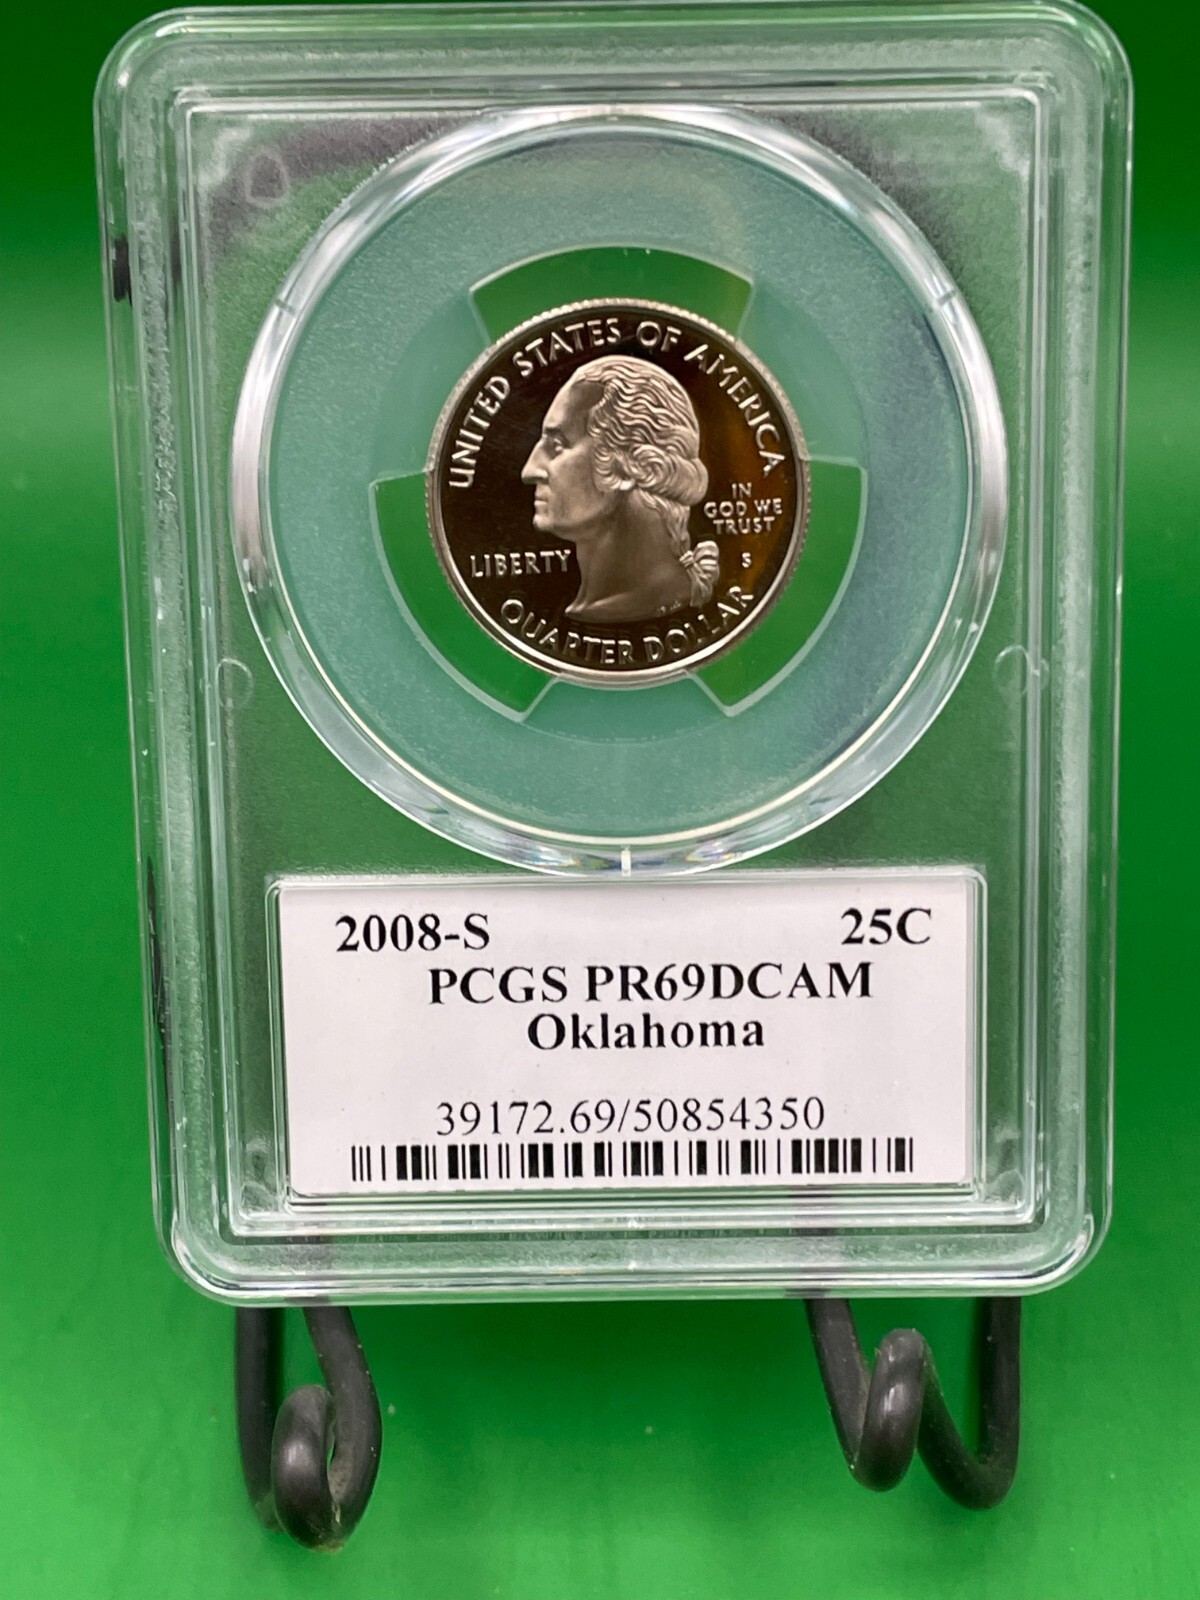 UNITED STATES OF AMERICA
IN
GOD WE
TRUST
LIBERTY
S
QUARTER DOLLAR
2008-S 25C
PCGS PR69DCAM
Oklahoma
39172.69/50854350